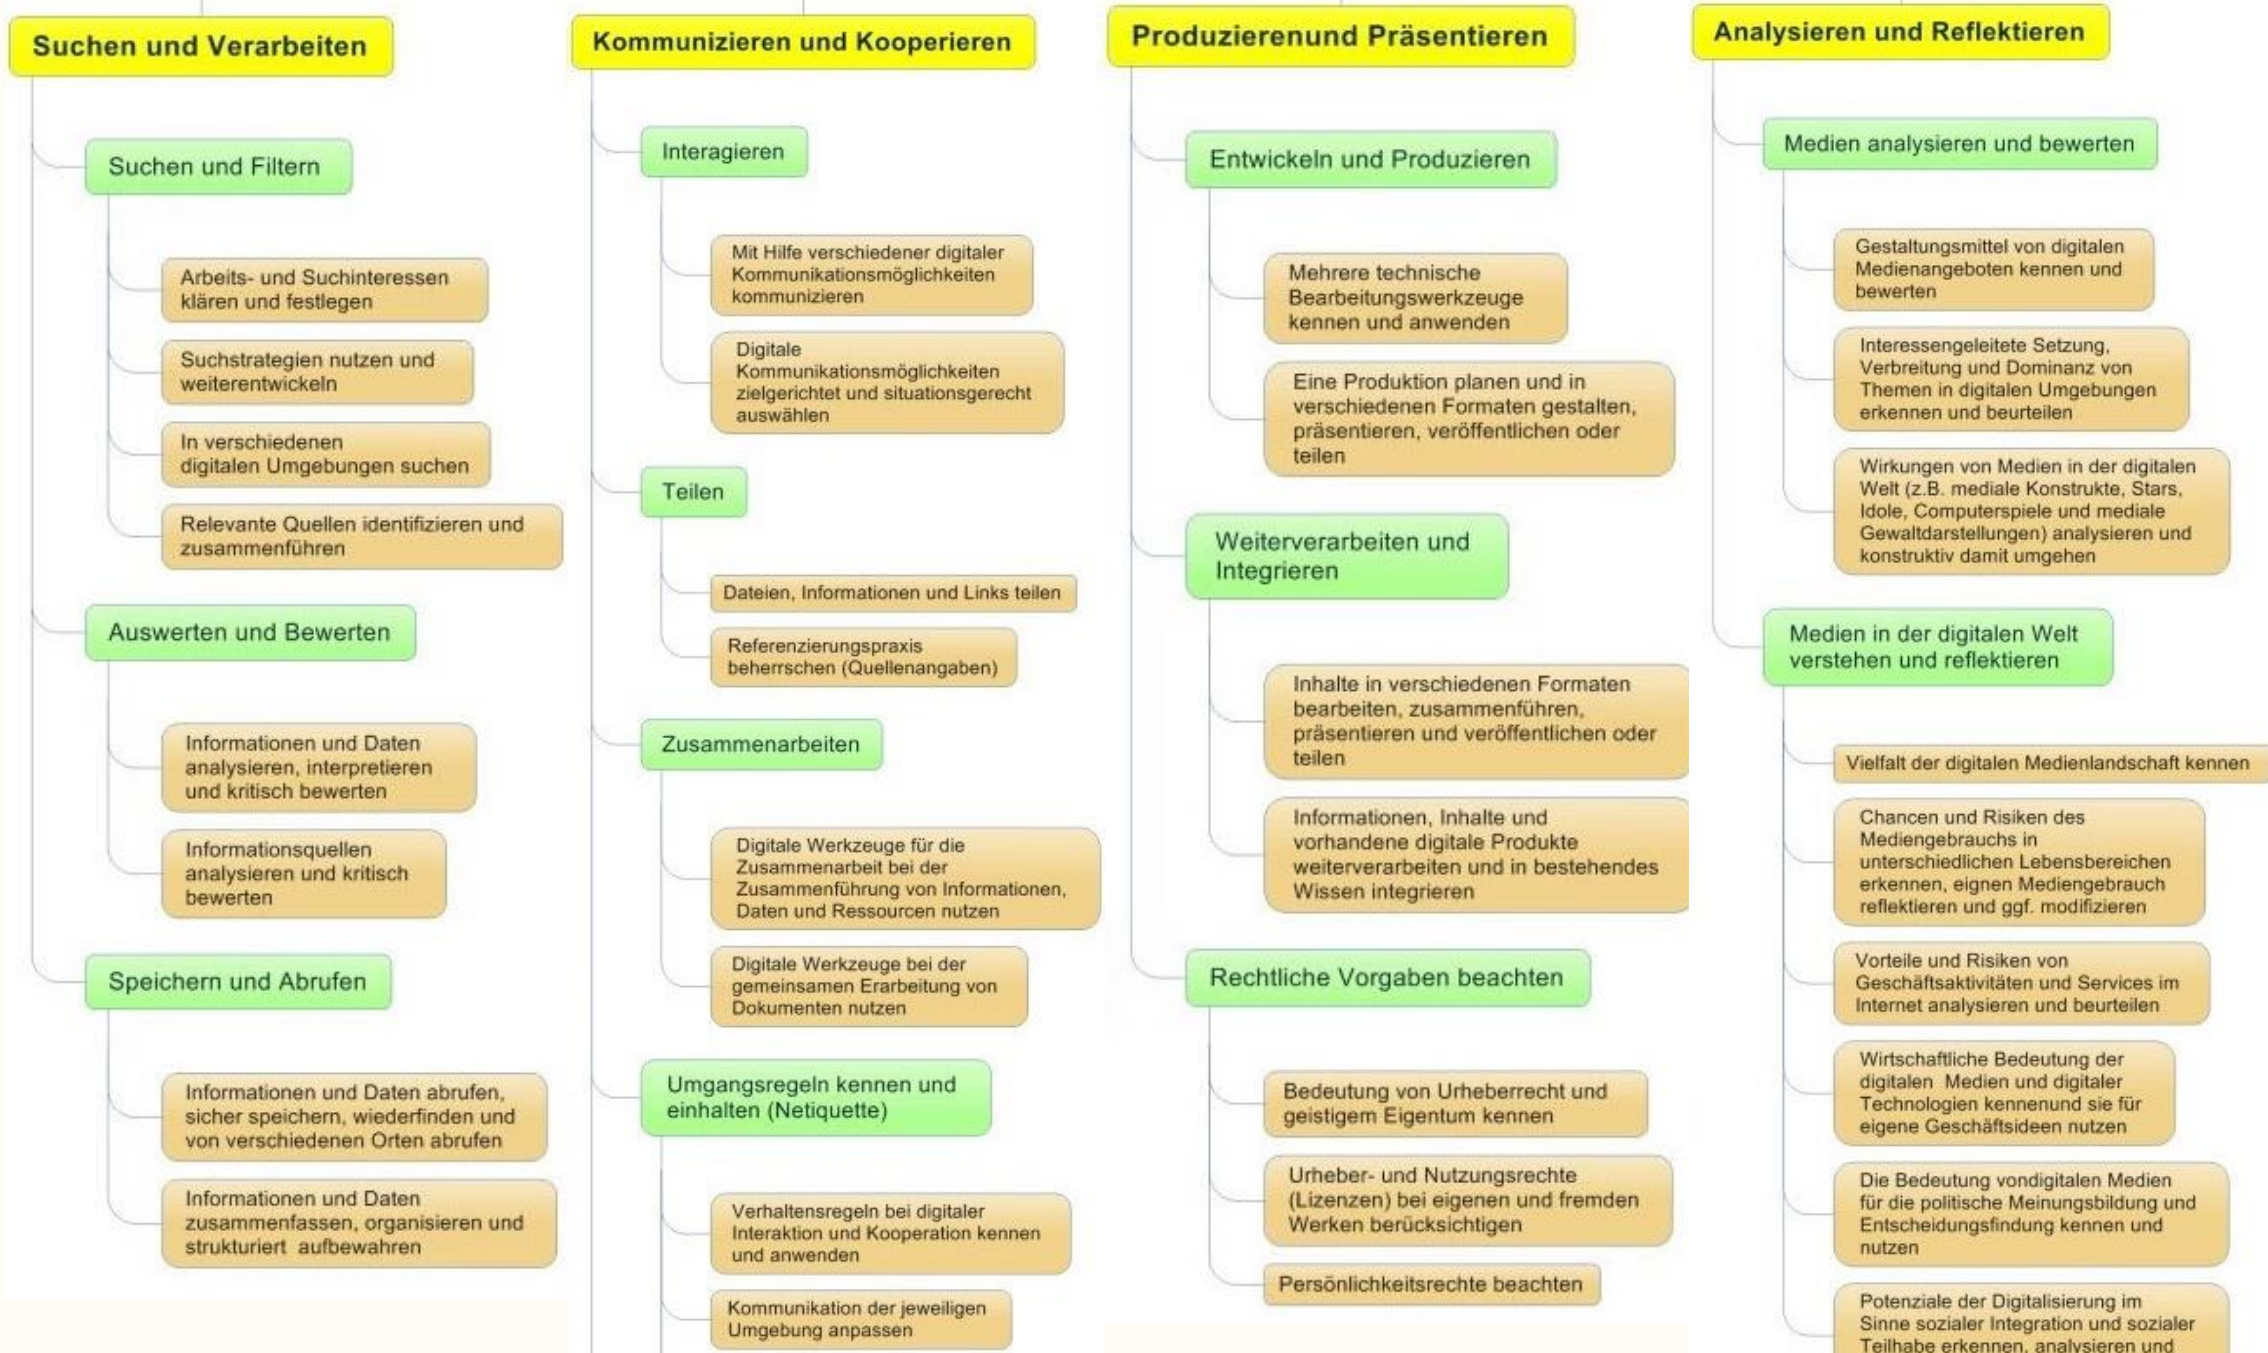 Suchen und Verarbeiten
Suchen und Filtern
Arbeits- und Suchinteressen
klären und festlegen
Suchstrategien nutzen und
weiterentwickeln
In verschiedenen
digitalen Umgebungen suchen
Relevante Quellen identifizieren und
zusammenführen
Auswerten und Bewerten
Informationen und Daten
analysieren, interpretieren
und kritisch bewerten
Informationsquellen
analysieren und kritisch
bewerten
Speichern und Abrufen
Informationen und Daten abrufen,
sicher speichern, wiederfinden und
von verschiedenen Orten abrufen
Informationen und Daten
zusammenfassen, organisieren und
strukturiert aufbewahren
Kommunizieren und Kooperieren
Interagieren
Mit Hilfe verschiedener digitaler
Kommunikationsmöglichkeiten
kommunizieren
Digitale
Kommunikationsmöglichkeiten
zielgerichtet und situationsgerecht
auswählen
Teilen
Dateien, Informationen und Links teilen
Referenzierungspraxis
beherrschen (Quellenangaben)
Zusammenarbeiten
Digitale Werkzeuge für die
Zusammenarbeit bei der
Zusammenführung von Informationen,
Daten und Ressourcen nutzen
Digitale Werkzeuge bei der
gemeinsamen Erarbeitung von
Dokumenten nutzen
Umgangsregeln kennen und
einhalten (Netiquette)
Verhaltensregeln bei digitaler
Interaktion und Kooperation kennen
und anwenden
Kommunikation der jeweiligen
Umgebung anpassen
Produzierenund Präsentieren
Entwickeln und Produzieren
Mehrere technische
Bearbeitungswerkzeuge
kennen und anwenden
Eine Produktion planen und in
verschiedenen Formaten gestalten,
präsentieren, veröffentlichen oder
teilen
Weiterverarbeiten und
Integrieren
Inhalte in verschiedenen Formaten
bearbeiten, zusammenführen,
präsentieren und veröffentlichen oder
teilen
Informationen, Inhalte und
vorhandene digitale Produkte
weiterverarbeiten und in bestehendes
Wissen integrieren
Rechtliche Vorgaben beachten
Bedeutung von Urheberrecht und
geistigem Eigentum kennen
Urheber- und Nutzungsrechte
(Lizenzen) bei eigenen und fremden
Werken berücksichtigen
Persönlichkeitsrechte beachten
Analysieren und Reflektieren
Medien analysieren und bewerten
Gestaltungsmittel von digitalen
Medienangeboten kennen und
bewerten
Interessengeleitete Setzung,
Verbreitung und Dominanz von
Themen in digitalen Umgebungen
erkennen und beurteilen
Wirkungen von Medien in der digitalen
Welt (z.B. mediale Konstrukte, Stars,
Idole, Computerspiele und mediale
Gewaltdarstellungen) analysieren und
konstruktiv damit umgehen
Medien in der digitalen Welt
verstehen und reflektieren
Vielfalt der digitalen Medienlandschaft kennen
Chancen und Risiken des
Mediengebrauchs in
unterschiedlichen Lebensbereichen
erkennen, eignen Mediengebrauch
reflektieren und ggf. modifizieren
Vorteile und Risiken von
Geschäftsaktivitäten und Services im
Internet analysieren und beurteilen
Wirtschaftliche Bedeutung der
digitalen Medien und digitaler
Technologien kennenund sie für
eigene Geschäftsideen nutzen
Die Bedeutung vondigitalen Medien
für die politische Meinungsbildung und
Entscheidungsfindung kennen und
nutzen
Potenziale der Digitalisierung im
Sinne sozialer Integration und sozialer
Teilhabe erkennen, analysieren und